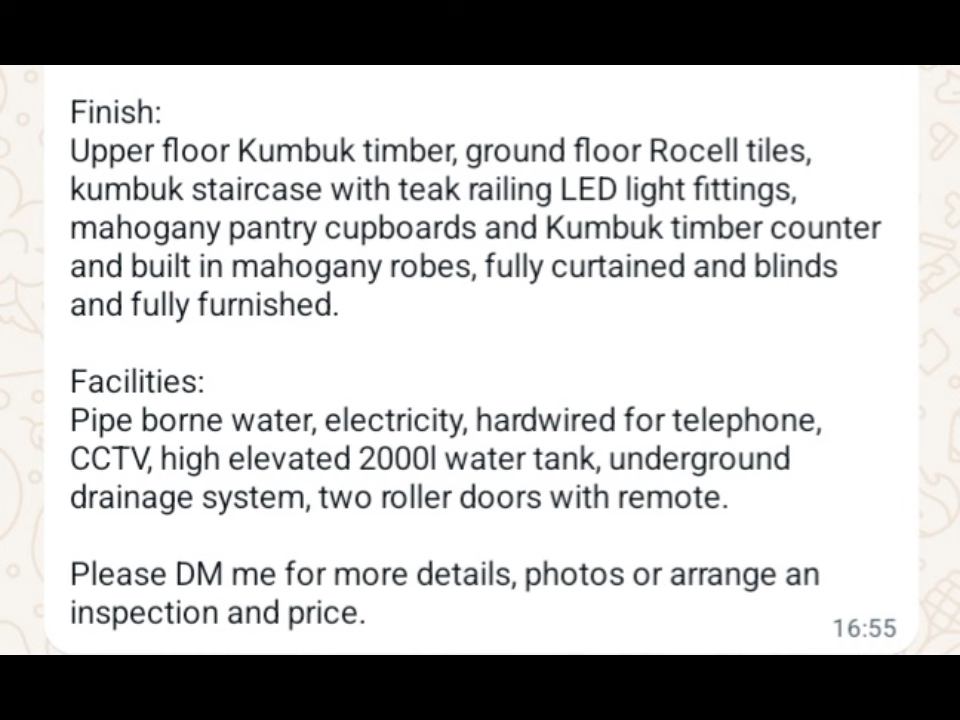 Finish:
Upper floor Kumbuk timber, ground floor Rocell tiles,
kumbuk staircase with teak railing LED light fittings,
mahogany pantry cupboards and Kumbuk timber counter
and built in mahogany robes, fully curtained and blinds
and fully furnished.
Facilities:
Pipe borne water, electricity, hardwired for telephone,
CCTV, high elevated 2000l water tank, underground
drainage system, two roller doors with remote.
Please DM me for more details, photos or arrange an
inspection and price.
16:55